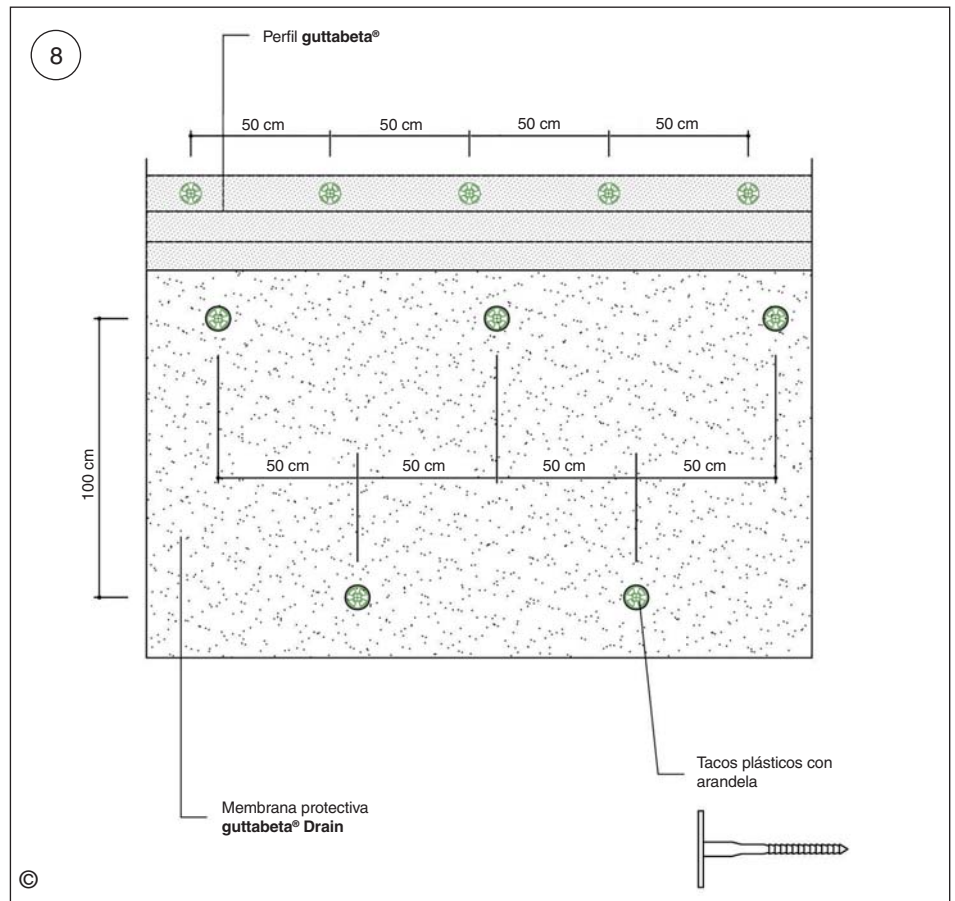 8
Perfil guttabeta®
50 cm 50 cm 50 cm 50 cm
50 cm 50 cm 50 cm 50 cm
100 cm
Tacos plásticos con
arandela
Membrana protectiva
guttabeta® Drain
©